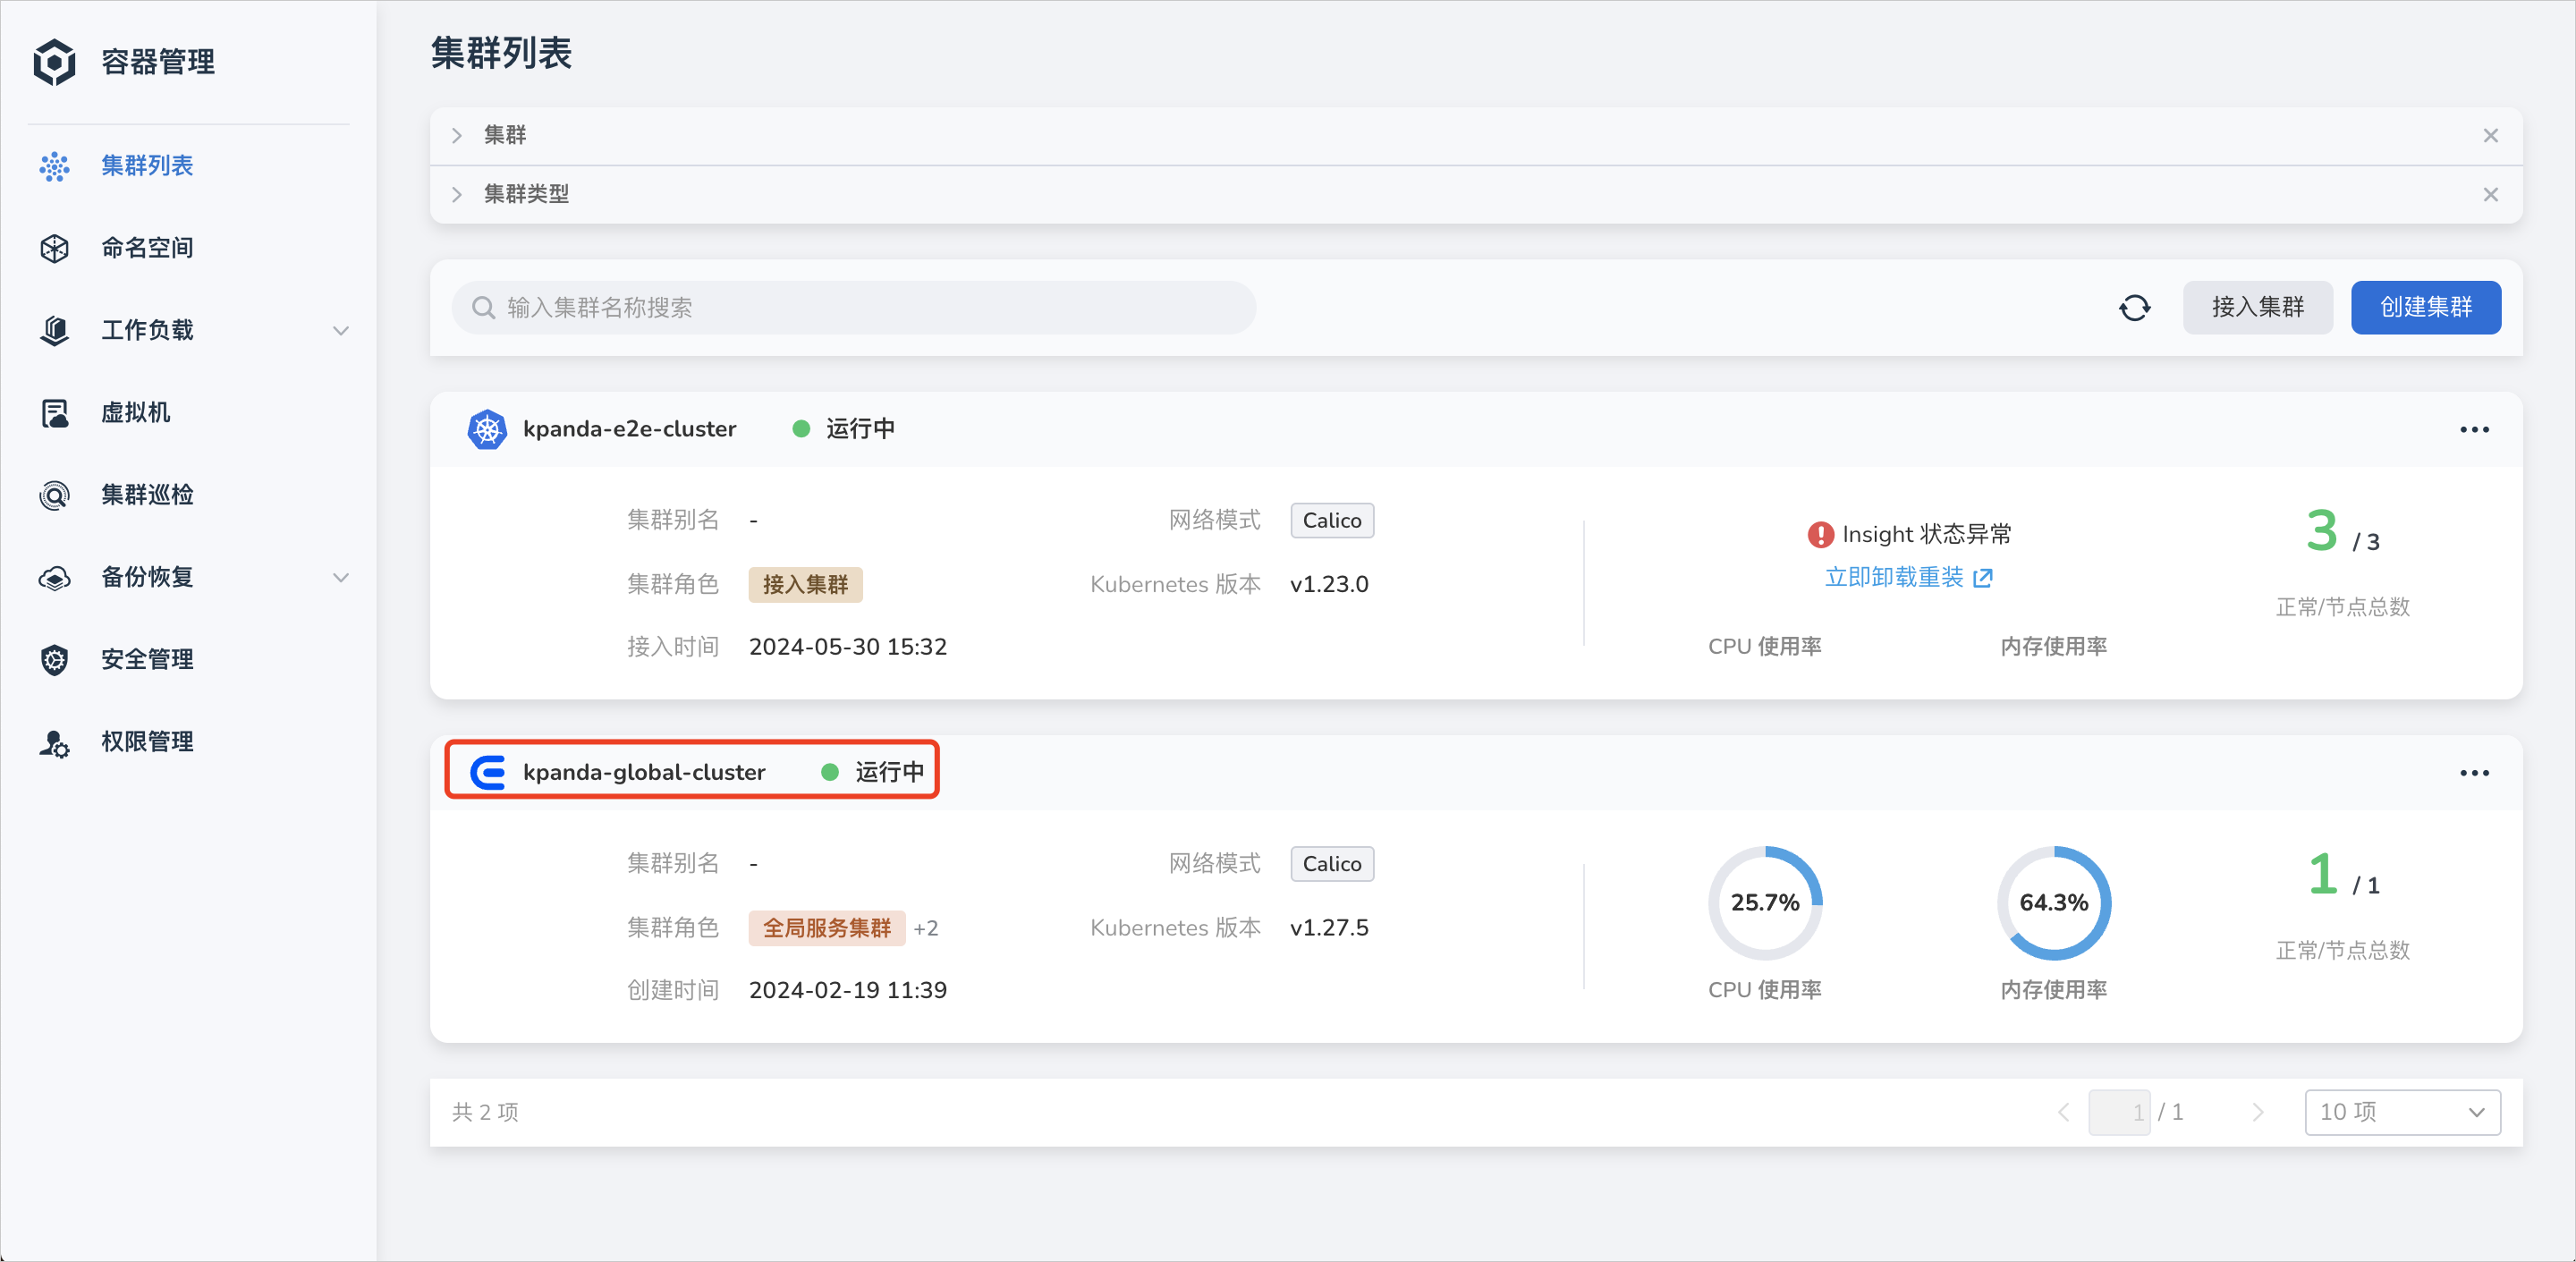 容器管理
集群列表
命名空间
工作负载
虚拟机
集群巡检
备份恢复
安全管理
权限管理
集群列表
集群
集群类型
输入集群名称搜索
接入集群
创建集群
kpanda-e2e-cluster
运行中
集群别名 -
网络模式 Calico
集群角色 接入集群
Kubernetes 版本 v1.23.0
接入时间 2024-05-30 15:32
Insight 状态异常
立即卸载重装
CPU 使用率
内存使用率
3 / 3
正常/节点总数
kpanda-global-cluster
运行中
集群别名 -
网络模式 Calico
集群角色 全局服务集群 +2
Kubernetes 版本 v1.27.5
创建时间 2024-02-19 11:39
25.7%
CPU 使用率
64.3%
内存使用率
1 / 1
正常/节点总数
共 2 项
1 / 1
10 项